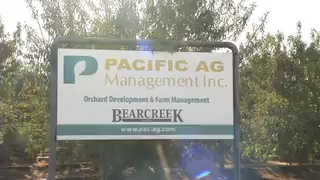 PACIFIC AG
Management Inc.
Orchard Development & Farm Management
BEARCREEK
www.pac-ag.com